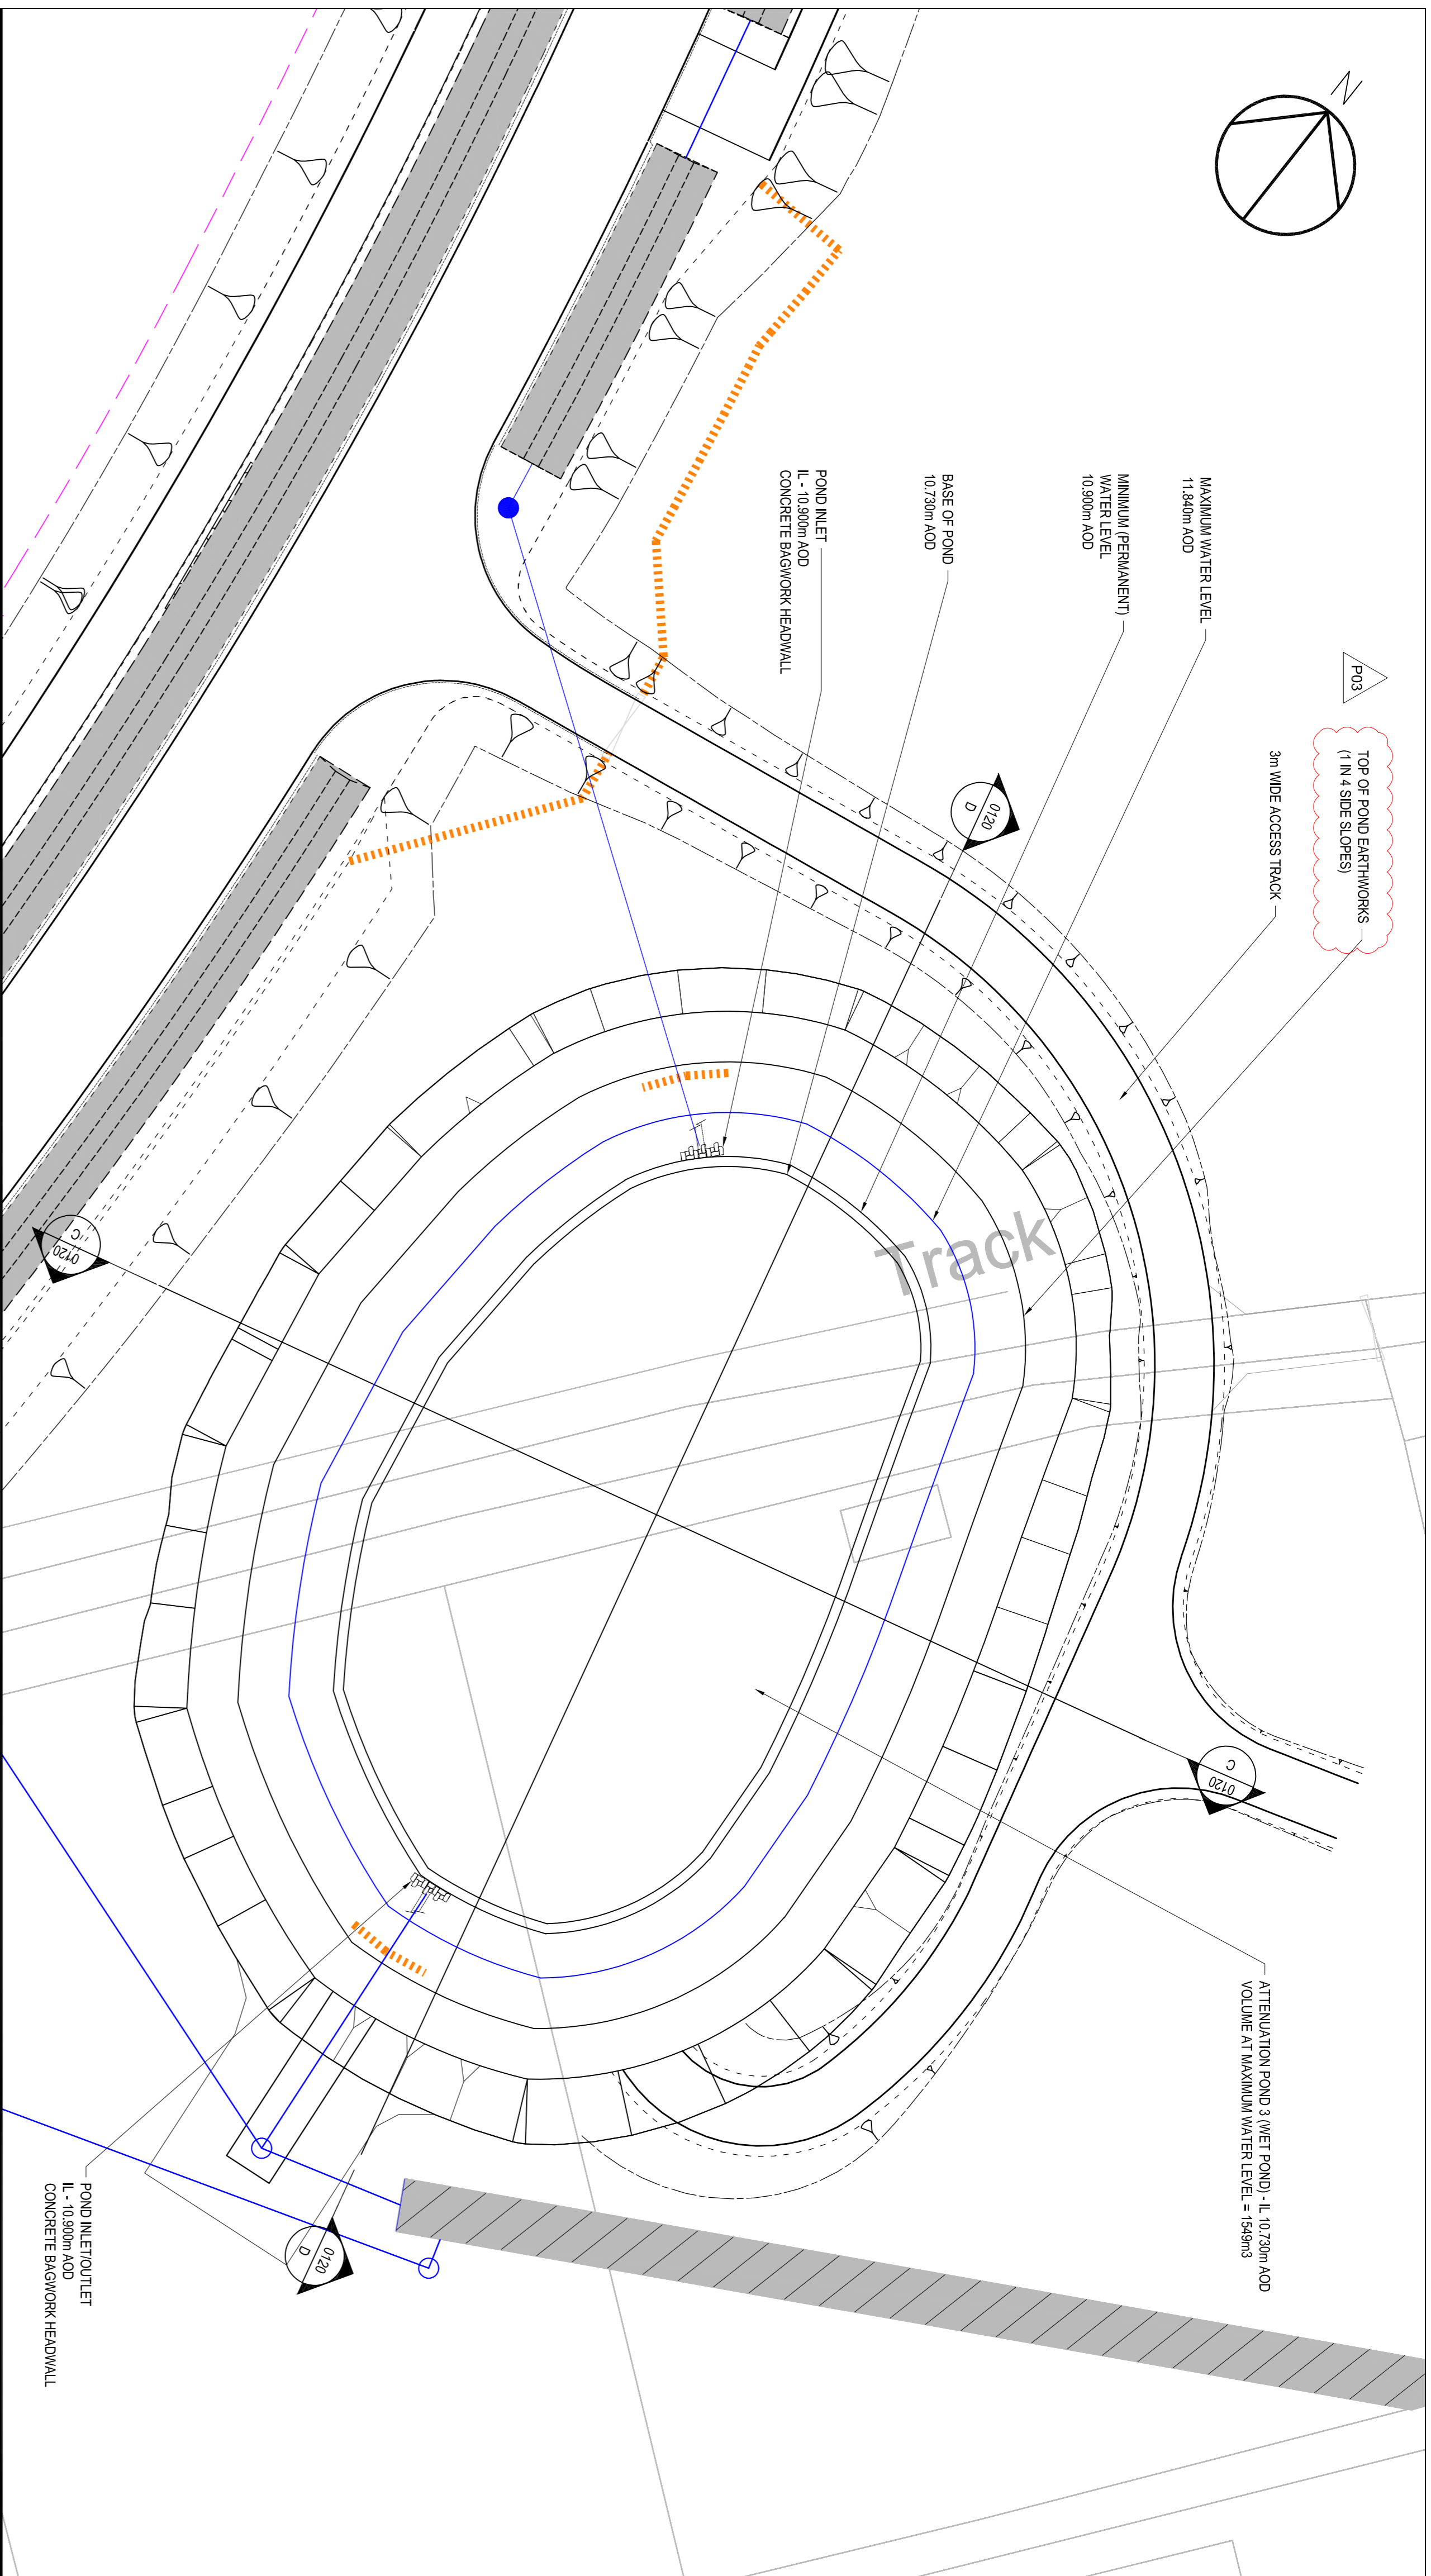 N
P03
TOP OF POND EARTHWORKS
(1 IN 4 SIDE SLOPES)
3m WIDE ACCESS TRACK
MAXIMUM WATER LEVEL
11.840m AOD
MINIMUM (PERMANENT)
WATER LEVEL
10.900m AOD
BASE OF POND
10.730m AOD
POND INLET
IL - 10.900m AOD
CONCRETE BAGWORK HEADWALL
0120
D
Track
C
0120
C
0120
ATTENUATION POND 3 (WET POND) - IL 10.730m AOD
VOLUME AT MAXIMUM WATER LEVEL = 1549m3
0120
D
POND INLET/OUTLET
IL - 10.900m AOD
CONCRETE BAGWORK HEADWALL